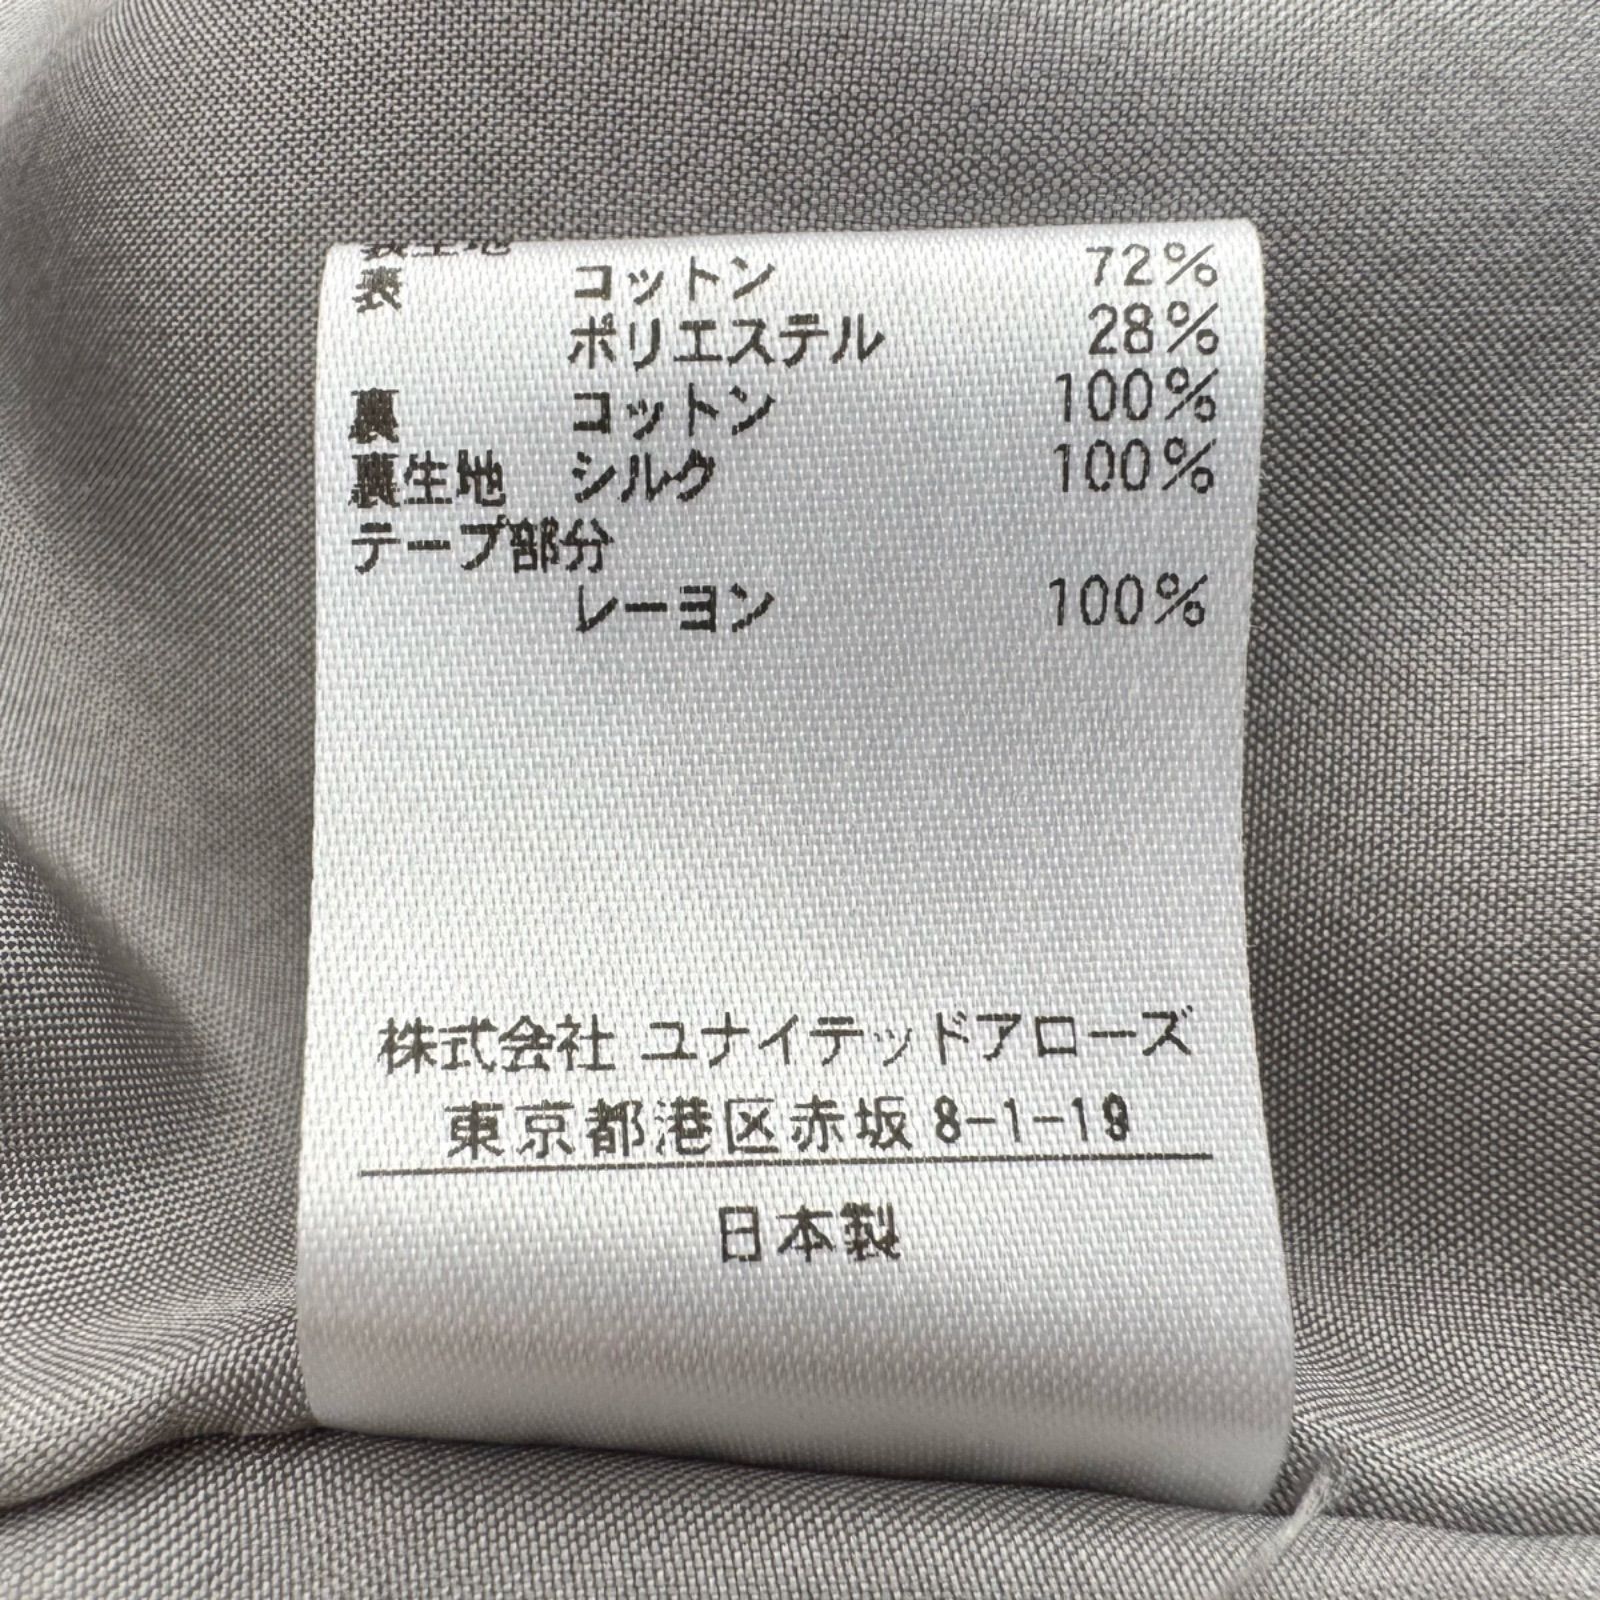 表生地
表 コットン 72%
ポリエステル 28%
裏 コットン 100%
裏生地 シルク 100%
テープ部分
レーヨン 100%
株式会社 ユナイテッドアローズ
東京都港区赤坂 8-1-19
日本製